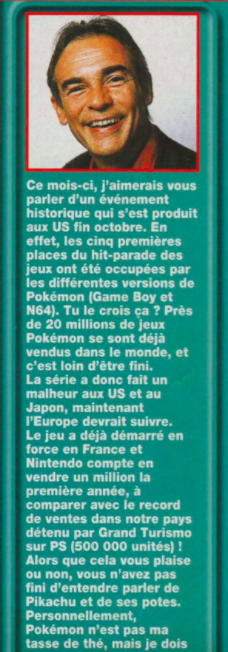 Ce mois-ci, j'aimerais vous
parler d'un événement
historique qui s'est produit
aux US fin octobre. En
effet, les cinq premières
places du hit-parade des
jeux ont été occupées par
les différentes versions de
Pokémon (Game Boy et
N64). Tu le crois ça ? Près
de 20 millions de jeux
Pokémon se sont déjà
vendus dans le monde, et
c'est loin d'être fini.
La série a donc fait un
malheur aux US et au
Japon, maintenant
l'Europe devrait suivre.
Le jeu a déjà démarré en
force en France et
Nintendo compte en
vendre un million la
première année, à
comparer avec le record
de ventes dans notre pays
détenu par Grand Turismo
sur PS (500 000 unités) !
Alors que cela vous plaise
ou non, vous n'avez pas
fini d'entendre parler de
Pikachu et de ses potes.
Personnellement,
Pokémon n'est pas ma
tasse de thé, mais je dois